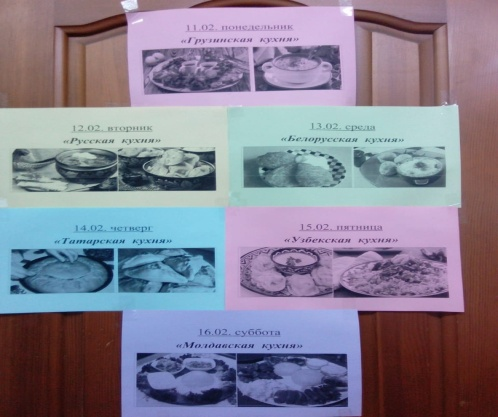 11.02. понедельник
«Грузинская кухня»
12.02. вторник
«Русская кухня»
13.02. среда
«Белорусская кухня»
14.02. четверг
«Татарская кухня»
15.02. пятница
«Узбекская кухня»
16.02. суббота
«Молдавская кухня»